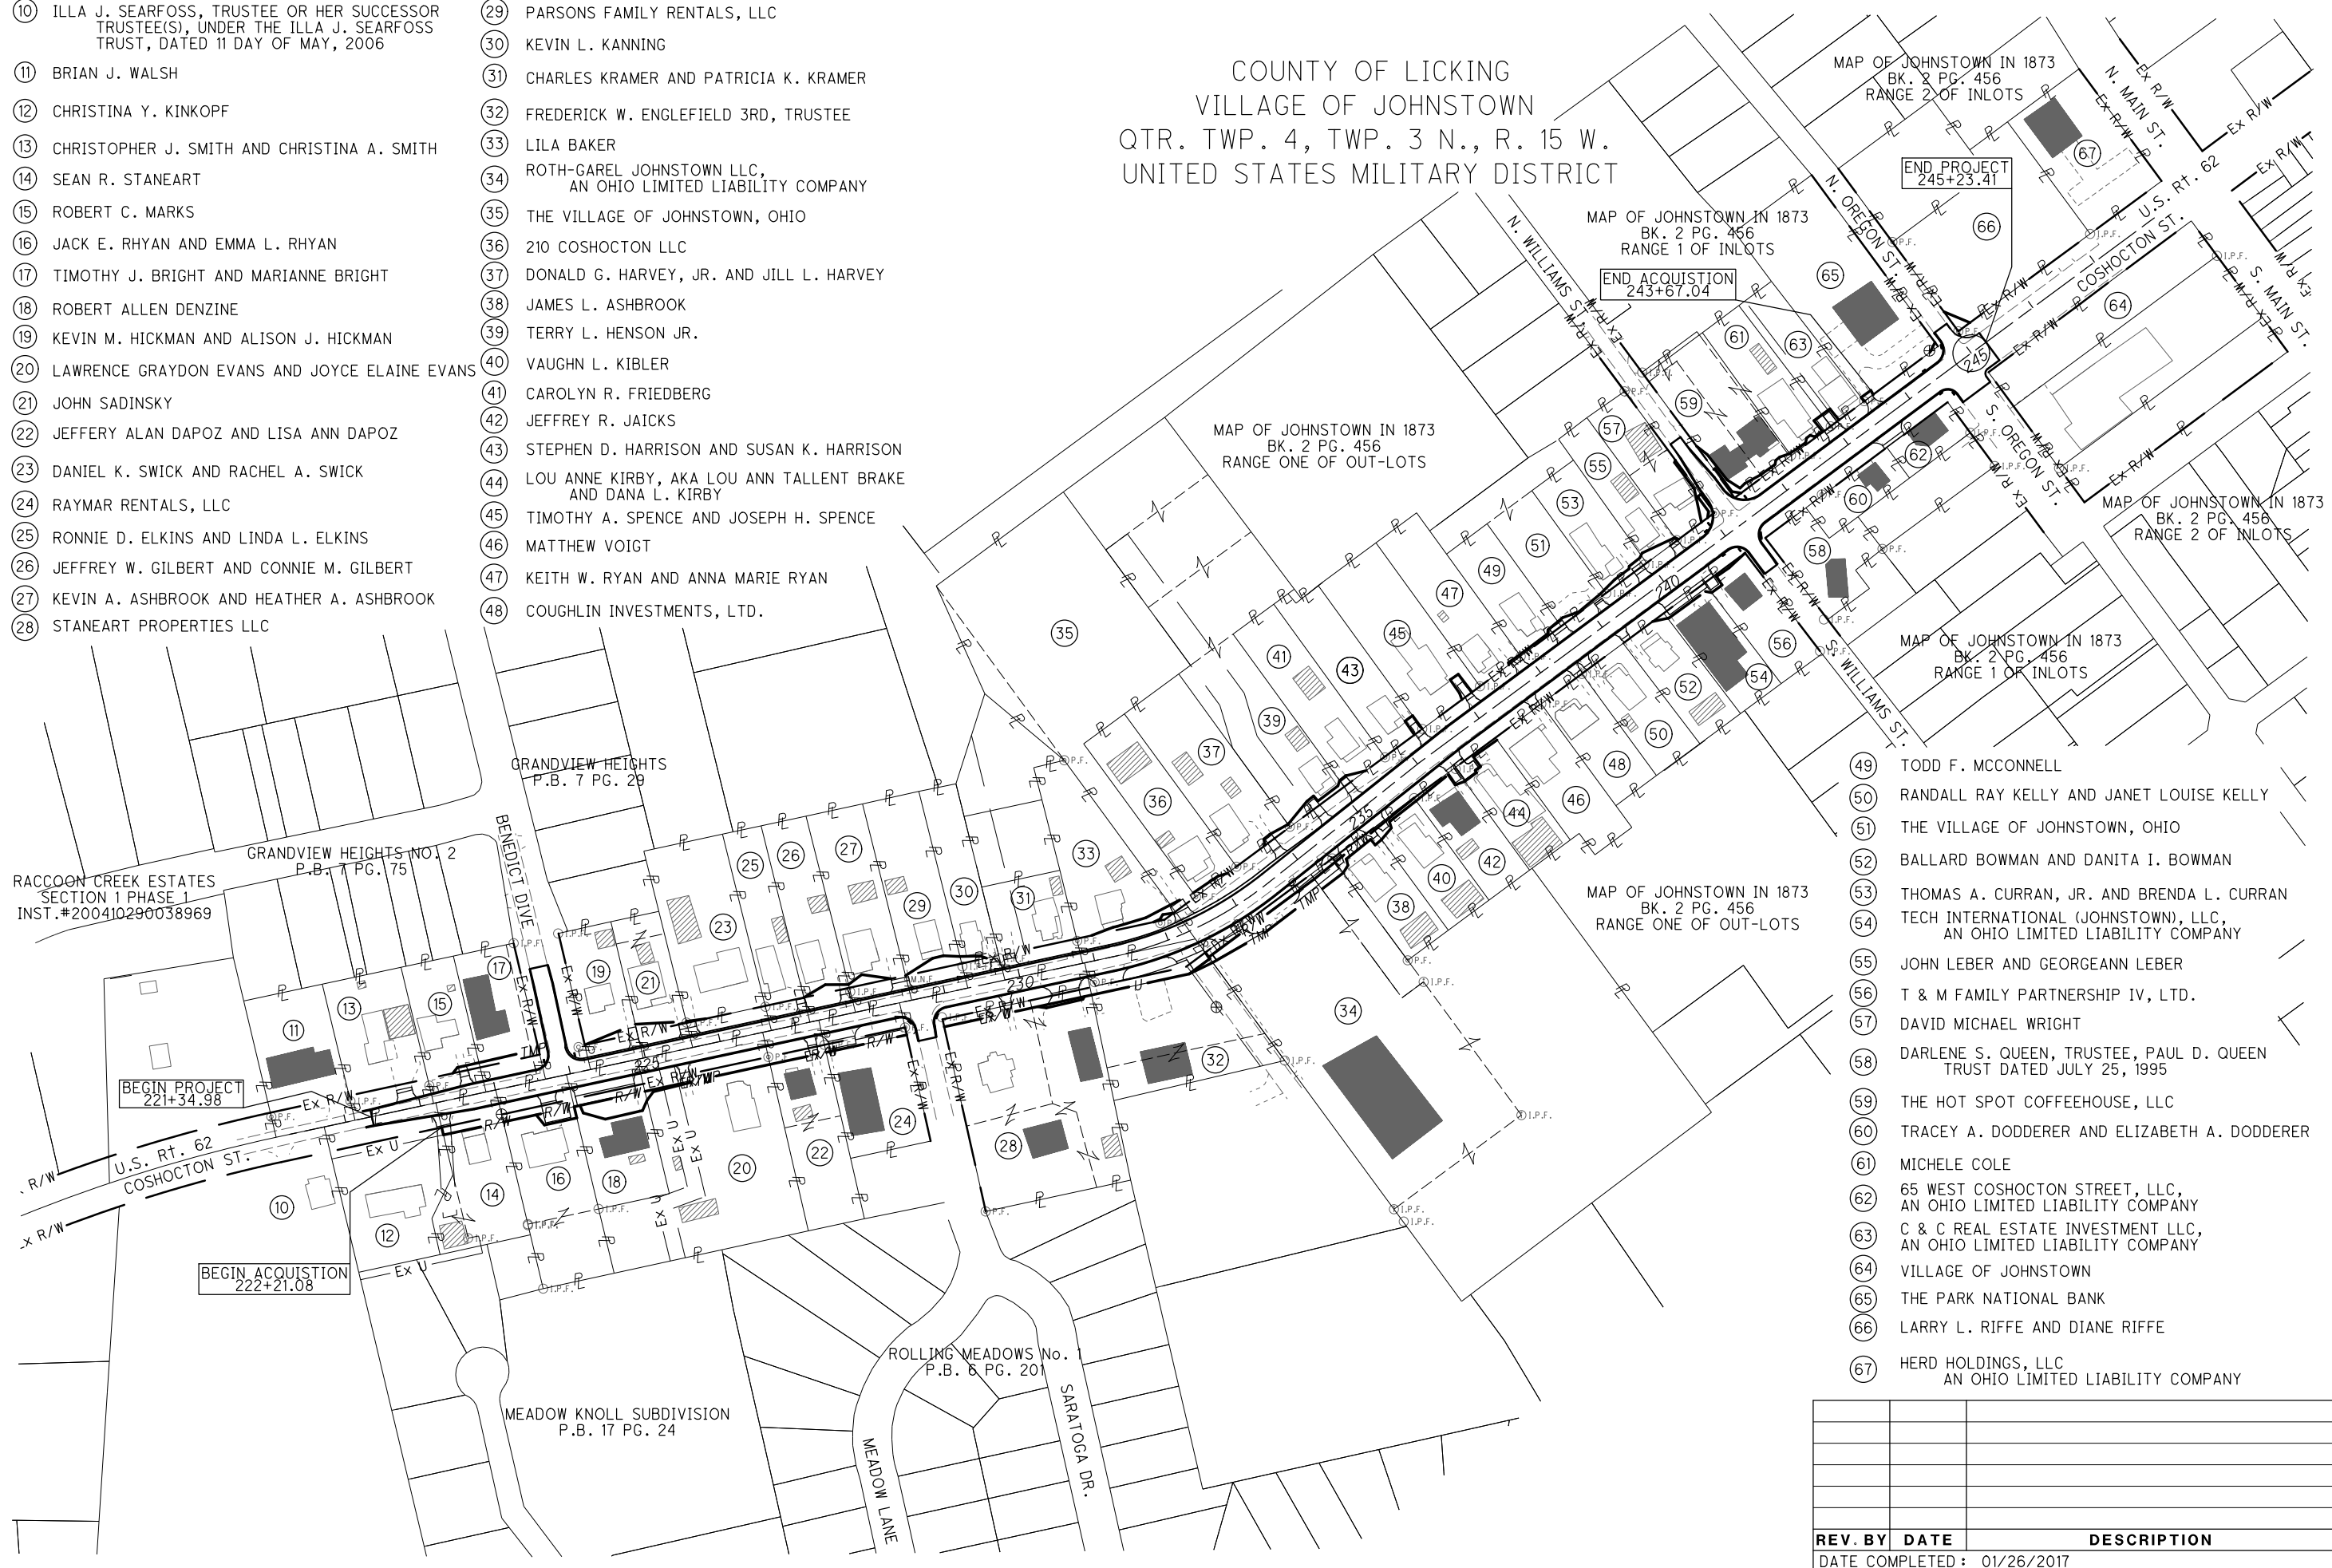 10 ILLA J. SEARFOSS, TRUSTEE OR HER SUCCESSOR
TRUSTEE(S), UNDER THE ILLA J. SEARFOSS
TRUST, DATED 11 DAY OF MAY, 2006
11 BRIAN J. WALSH
12 CHRISTINA Y. KINKOPF
13 CHRISTOPHER J. SMITH AND CHRISTINA A. SMITH
14 SEAN R. STANEART
15 ROBERT C. MARKS
16 JACK E. RHYAN AND EMMA L. RHYAN
17 TIMOTHY J. BRIGHT AND MARIANNE BRIGHT
18 ROBERT ALLEN DENZINE
19 KEVIN M. HICKMAN AND ALISON J. HICKMAN
20 LAWRENCE GRAYDON EVANS AND JOYCE ELAINE EVANS
21 JOHN SADINSKY
22 JEFFERY ALAN DAPOZ AND LISA ANN DAPOZ
23 DANIEL K. SWICK AND RACHEL A. SWICK
24 RAYMAR RENTALS, LLC
25 RONNIE D. ELKINS AND LINDA L. ELKINS
26 JEFFREY W. GILBERT AND CONNIE M. GILBERT
27 KEVIN A. ASHBROOK AND HEATHER A. ASHBROOK
28 STANEART PROPERTIES LLC
29 PARSONS FAMILY RENTALS, LLC
30 KEVIN L. KANNING
31 CHARLES KRAMER AND PATRICIA K. KRAMER
32 FREDERICK W. ENGLEFIELD 3RD, TRUSTEE
33 LILA BAKER
34 ROTH-GAREL JOHNSTOWN LLC,
AN OHIO LIMITED LIABILITY COMPANY
35 THE VILLAGE OF JOHNSTOWN, OHIO
36 210 COSHOCTON LLC
37 DONALD G. HARVEY, JR. AND JILL L. HARVEY
38 JAMES L. ASHBROOK
39 TERRY L. HENSON JR.
40 VAUGHN L. KIBLER
41 CAROLYN R. FRIEDBERG
42 JEFFREY R. JAICKS
43 STEPHEN D. HARRISON AND SUSAN K. HARRISON
44 LOU ANNE KIRBY, AKA LOU ANN TALLENT BRAKE
AND DANA L. KIRBY
45 TIMOTHY A. SPENCE AND JOSEPH H. SPENCE
46 MATTHEW VOIGT
47 KEITH W. RYAN AND ANNA MARIE RYAN
48 COUGHLIN INVESTMENTS, LTD.
COUNTY OF LICKING
VILLAGE OF JOHNSTOWN
QTR. TWP. 4, TWP. 3 N., R. 15 W.
UNITED STATES MILITARY DISTRICT
MAP OF JOHNSTOWN IN 1873
BK. 2 PG. 456
RANGE 2 OF INLOTS
N. MAIN ST.
END PROJECT
245+23.41
U.S. Rt. 62
COSHOCTON ST.
S. MAIN ST.
N. OREGON ST.
MAP OF JOHNSTOWN IN 1873
BK. 2 PG. 456
RANGE 1 OF INLOTS
END ACQUISTION
243+67.04
N. WILLIAMS ST.
MAP OF JOHNSTOWN IN 1873
BK. 2 PG. 456
RANGE ONE OF OUT-LOTS
S. OREGON ST.
MAP OF JOHNSTOWN IN 1873
BK. 2 PG. 456
RANGE 2 OF INLOTS
MAP OF JOHNSTOWN IN 1873
BK. 2 PG. 456
RANGE 1 OF INLOTS
S. WILLIAMS ST.
MAP OF JOHNSTOWN IN 1873
BK. 2 PG. 456
RANGE ONE OF OUT-LOTS
GRANDVIEW HEIGHTS
P.B. 7 PG. 29
BENEDICT DIVE
GRANDVIEW HEIGHTS NO. 2
P.B. 7 PG. 75
RACCOON CREEK ESTATES
SECTION 1 PHASE 1
INST.#200410290038969
BEGIN PROJECT
221+34.98
U.S. Rt. 62
COSHOCTON ST.
BEGIN ACQUISTION
222+21.08
225
230
235
240
245
ROLLING MEADOWS No. 1
P.B. 6 PG. 201
MEADOW KNOLL SUBDIVISION
P.B. 17 PG. 24
MEADOW LANE
SARATOGA DR.
49 TODD F. MCCONNELL
50 RANDALL RAY KELLY AND JANET LOUISE KELLY
51 THE VILLAGE OF JOHNSTOWN, OHIO
52 BALLARD BOWMAN AND DANITA I. BOWMAN
53 THOMAS A. CURRAN, JR. AND BRENDA L. CURRAN
54 TECH INTERNATIONAL (JOHNSTOWN), LLC,
AN OHIO LIMITED LIABILITY COMPANY
55 JOHN LEBER AND GEORGEANN LEBER
56 T & M FAMILY PARTNERSHIP IV, LTD.
57 DAVID MICHAEL WRIGHT
58 DARLENE S. QUEEN, TRUSTEE, PAUL D. QUEEN
TRUST DATED JULY 25, 1995
59 THE HOT SPOT COFFEEHOUSE, LLC
60 TRACEY A. DODDERER AND ELIZABETH A. DODDERER
61 MICHELE COLE
62 65 WEST COSHOCTON STREET, LLC,
AN OHIO LIMITED LIABILITY COMPANY
63 C & C REAL ESTATE INVESTMENT LLC,
AN OHIO LIMITED LIABILITY COMPANY
64 VILLAGE OF JOHNSTOWN
65 THE PARK NATIONAL BANK
66 LARRY L. RIFFE AND DIANE RIFFE
67 HERD HOLDINGS, LLC
AN OHIO LIMITED LIABILITY COMPANY
REV. BY DATE DESCRIPTION
DATE COMPLETED: 01/26/2017